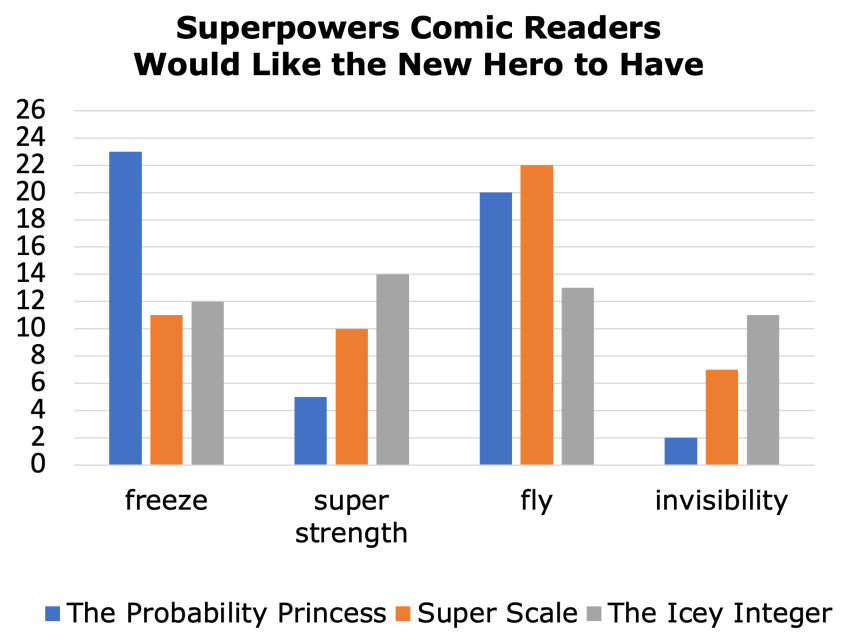 Superpowers Comic Readers
Would Like the New Hero to Have
26
24
22
20
18
16
14
12
10
8
6
4
2
0
freeze
super
strength
fly
invisibility
The Probability Princess
Super Scale
The Icey Integer